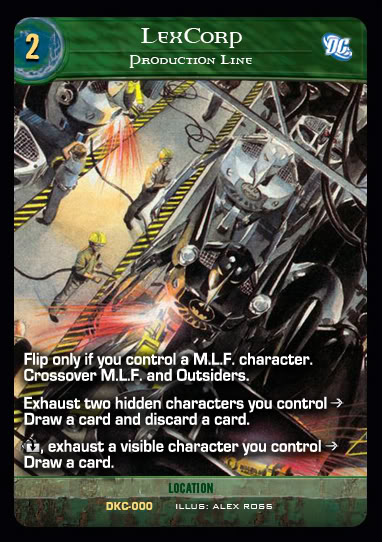 2
LexCorp
Production Line
DC
Flip only if you control a M.L.F. character.
Crossover M.L.F. and Outsiders.
Exhaust two hidden characters you control →
Draw a card and discard a card.
, exhaust a visible character you control →
Draw a card.
LOCATION
DKC-000 ILLUS: ALEX ROSS